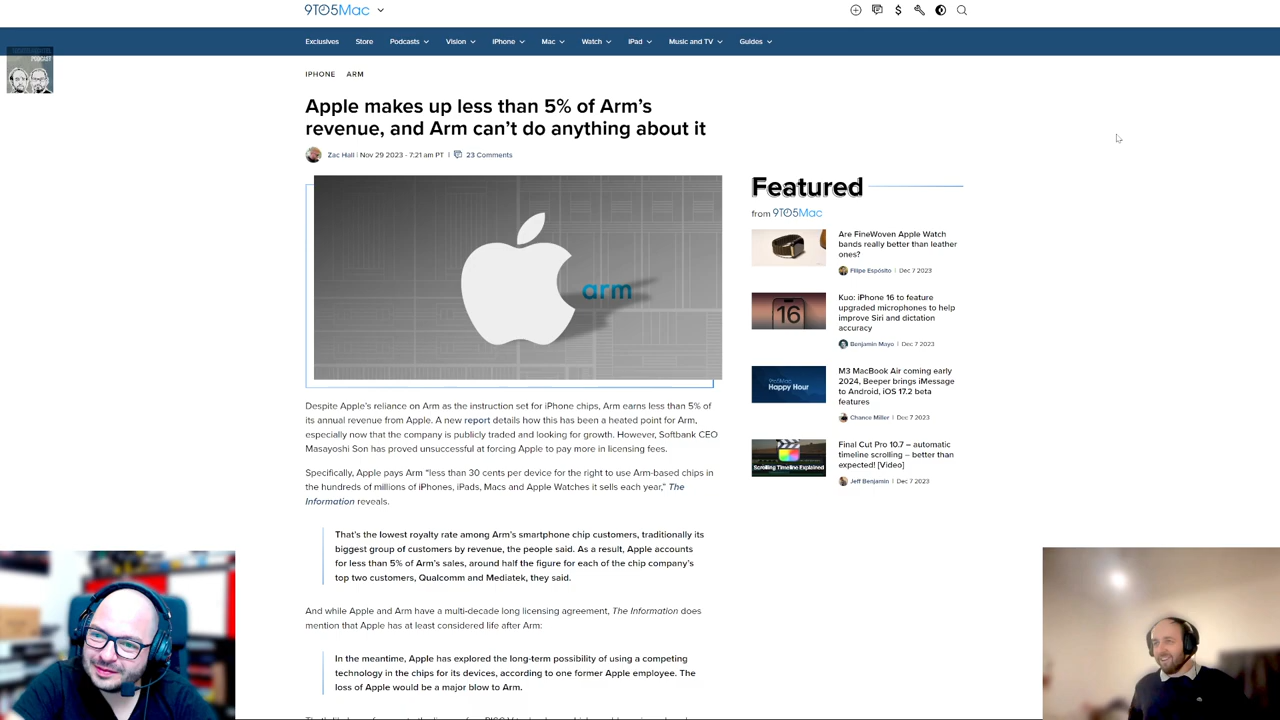 9TO5Mac
Exclusives Store Podcasts Vision iPhone Mac Watch iPad Music and TV Guides
PODCAST
IPHONE ARM
Apple makes up less than 5% of Arm's
revenue, and Arm can't do anything about it
Zac Hall | Nov 29 2023 - 7:21 am PT | 23 Comments
arm
Despite Apple's reliance on Arm as the instruction set for iPhone chips, Arm earns less than 5% of
its annual revenue from Apple. A new report details how this has been a heated point for Arm,
especially now that the company is publicly traded and looking for growth. However, Softbank CEO
Masayoshi Son has proved unsuccessful at forcing Apple to pay more in licensing fees.
Specifically, Apple pays Arm "less than 30 cents per device for the right to use Arm-based chips in
the hundreds of millions of iPhones, iPads, Macs and Apple Watches it sells each year," The
Information reveals.
That's the lowest royalty rate among Arm's smartphone chip customers, traditionally its
biggest group of customers by revenue, the people said. As a result, Apple accounts
for less than 5% of Arm's sales, around half the figure for each of the chip company's
top two customers, Qualcomm and Mediatek, they said.
And while Apple and Arm have a multi-decade long licensing agreement, The Information does
mention that Apple has at least considered life after Arm:
In the meantime, Apple has explored the long-term possibility of using a competing
technology in the chips for its devices, according to one former Apple employee. The
loss of Apple would be a major blow to Arm.
Featured
from 9TO5Mac
Are FineWoven Apple Watch
bands really better than leather
ones?
Filipe Espósito | Dec 7 2023
16
Kuo: iPhone 16 to feature
upgraded microphones to help
improve Siri and dictation
accuracy
Benjamin Mayo | Dec 7 2023
9to5Mac
Happy Hour
M3 MacBook Air coming early
2024, Beeper brings iMessage
to Android, iOS 17.2 beta
features
Chance Miller | Dec 7 2023
Scrolling Timeline Explained
Final Cut Pro 10.7 – automatic
timeline scrolling – better than
expected! [Video]
Jeff Benjamin | Dec 7 2023